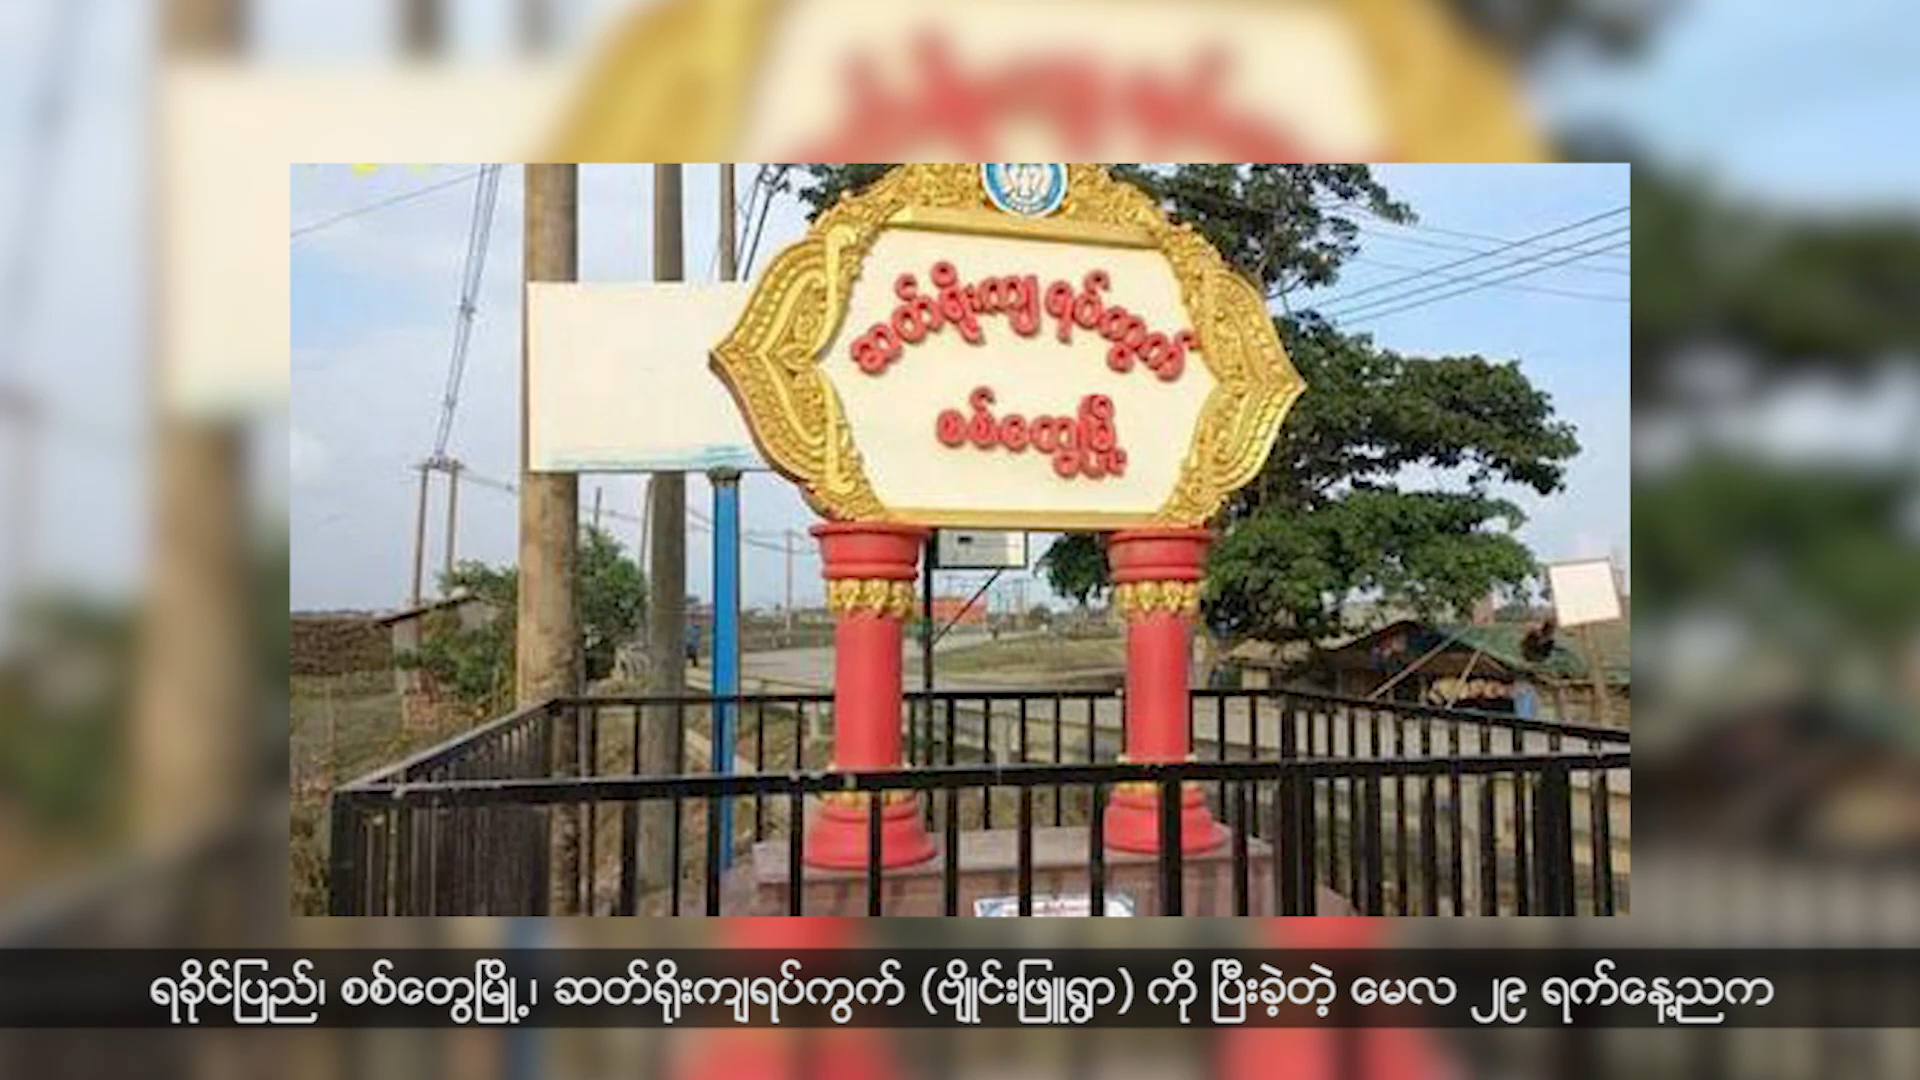 ဆတ်ရိုးကျ ရပ်ကွက်
စစ်တွေမြို့
ရခိုင်ပြည်၊ စစ်တွေမြို့၊ ဆတ်ရိုးကျရပ်ကွက် (ဗျိုင်းဖြူရွာ) ကို ပြီးခဲ့တဲ့ မေလ ၂၉ ရက်နေ့ညက